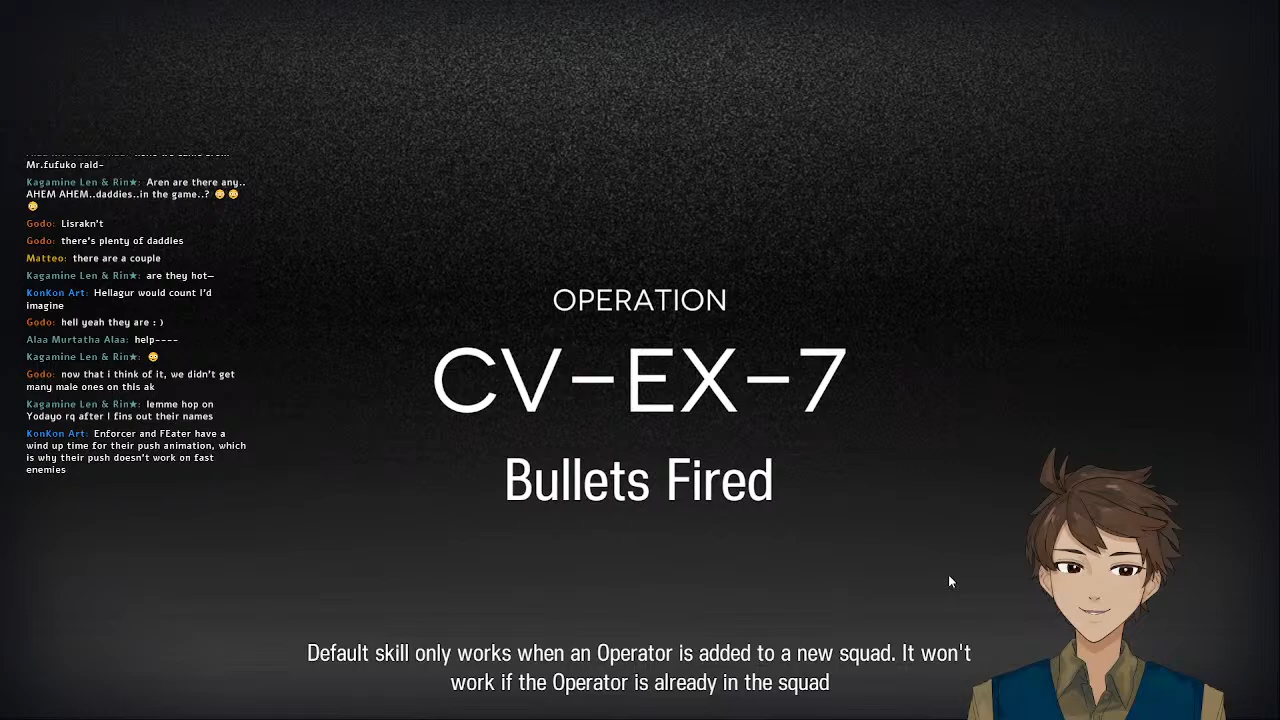 Mr.fufuko raid-
Kagamine Len & Rin★: Aren are there any..
AHEM AHEM..daddies..in the game..? 😳😳
😳
Godo: Lisrakn't
Godo: there's plenty of daddies
Matteo: there are a couple
Kagamine Len & Rin★: are they hot—
KonKon Art: Hellagur would count I'd
imagine
Godo: hell yeah they are : )
Alaa Murtatha Alaa: help----
Kagamine Len & Rin★: 😳
Godo: now that i think of it, we didn't get
many male ones on this ak
Kagamine Len & Rin★: lemme hop on
Yodayo rq after I fins out their names
KonKon Art: Enforcer and FEater have a
wind up time for their push animation, which
is why their push doesn't work on fast
enemies
OPERATION
CV-EX-7
Bullets Fired
Default skill only works when an Operator is added to a new squad. It won't
work if the Operator is already in the squad